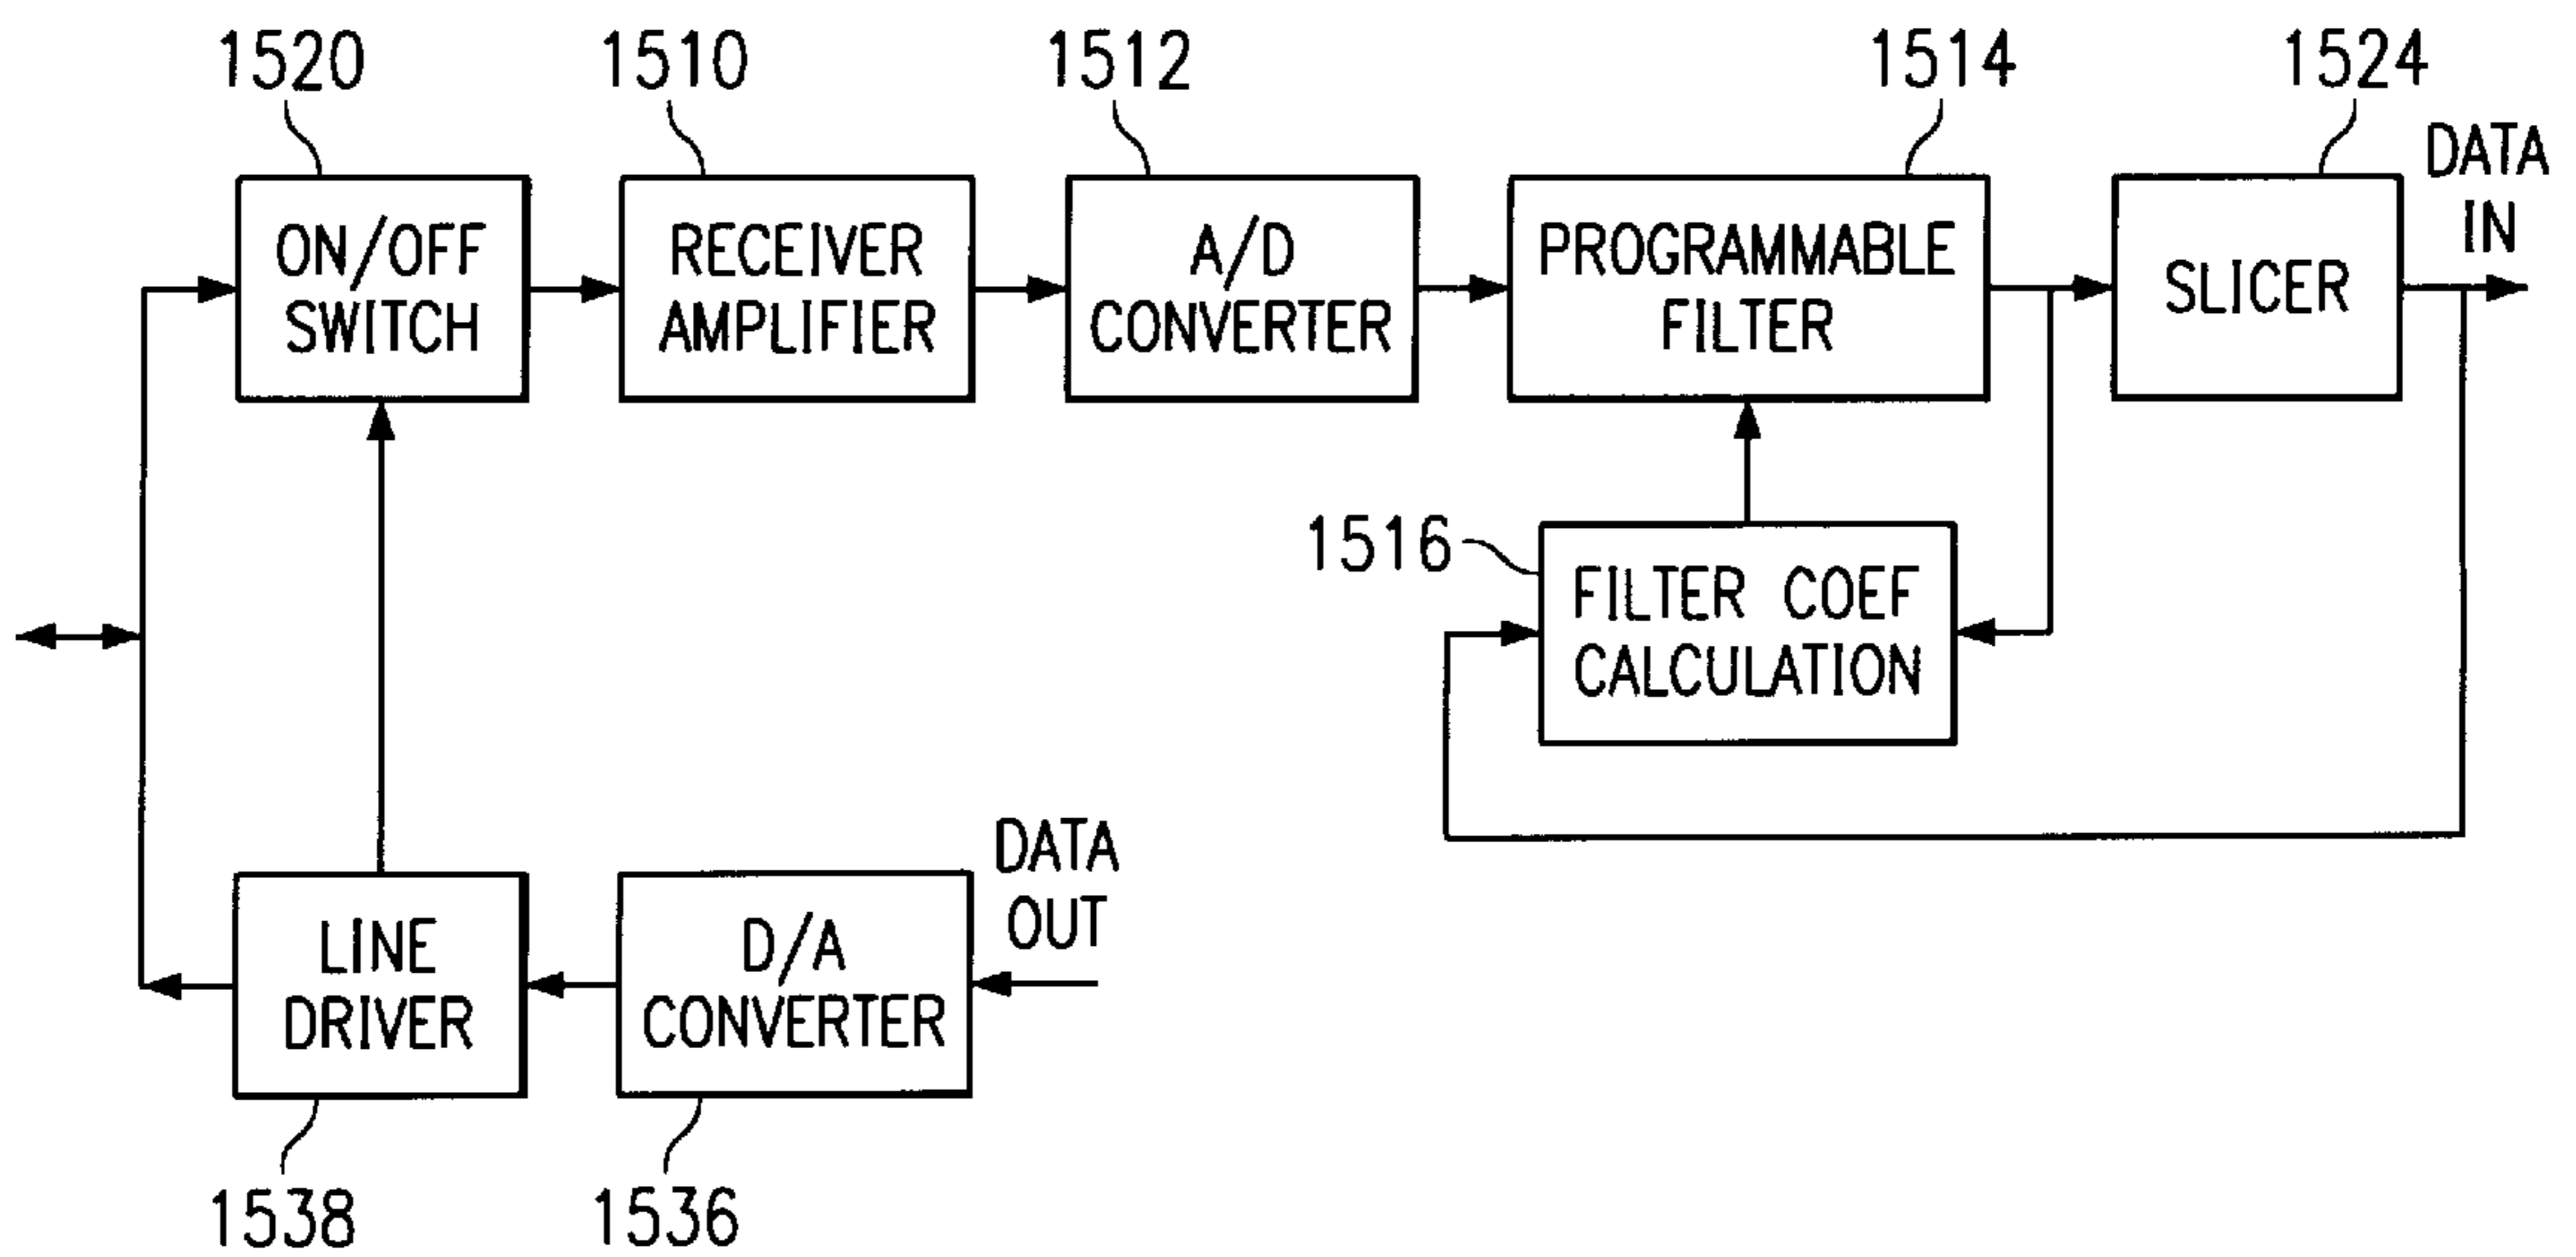 1520
1510
1512
1514
1524
DATA
IN
ON/OFF
SWITCH
RECEIVER
AMPLIFIER
A/D
CONVERTER
PROGRAMMABLE
FILTER
SLICER
1516
FILTER COEF
CALCULATION
DATA
OUT
LINE
DRIVER
D/A
CONVERTER
1538
1536